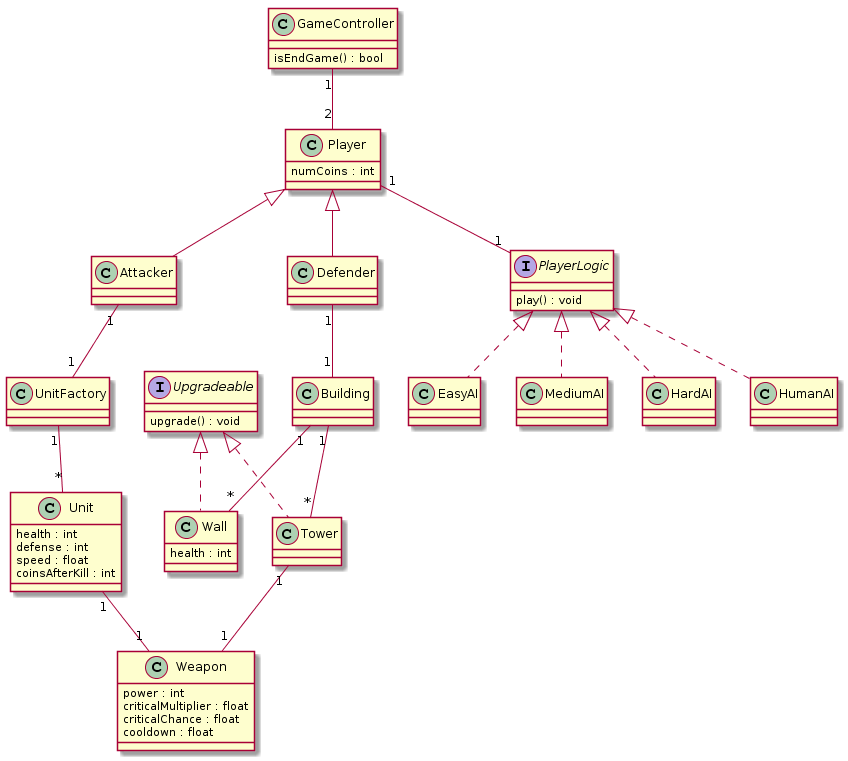 C GameController
isEndGame() : bool
1
2
C Player
numCoins : int
1
1
C Attacker
C Defender
I PlayerLogic
play() : void
1
1
1
1
C UnitFactory
I Upgradeable
upgrade() : void
C Building
C EasyAI
C MediumAI
C HardAI
C HumanAI
1
*
1
1
*
*
C Unit
health : int
defense : int
speed : float
coinsAfterKill : int
C Wall
health : int
C Tower
1
1
1
1
C Weapon
power : int
criticalMultiplier : float
criticalChance : float
cooldown : float